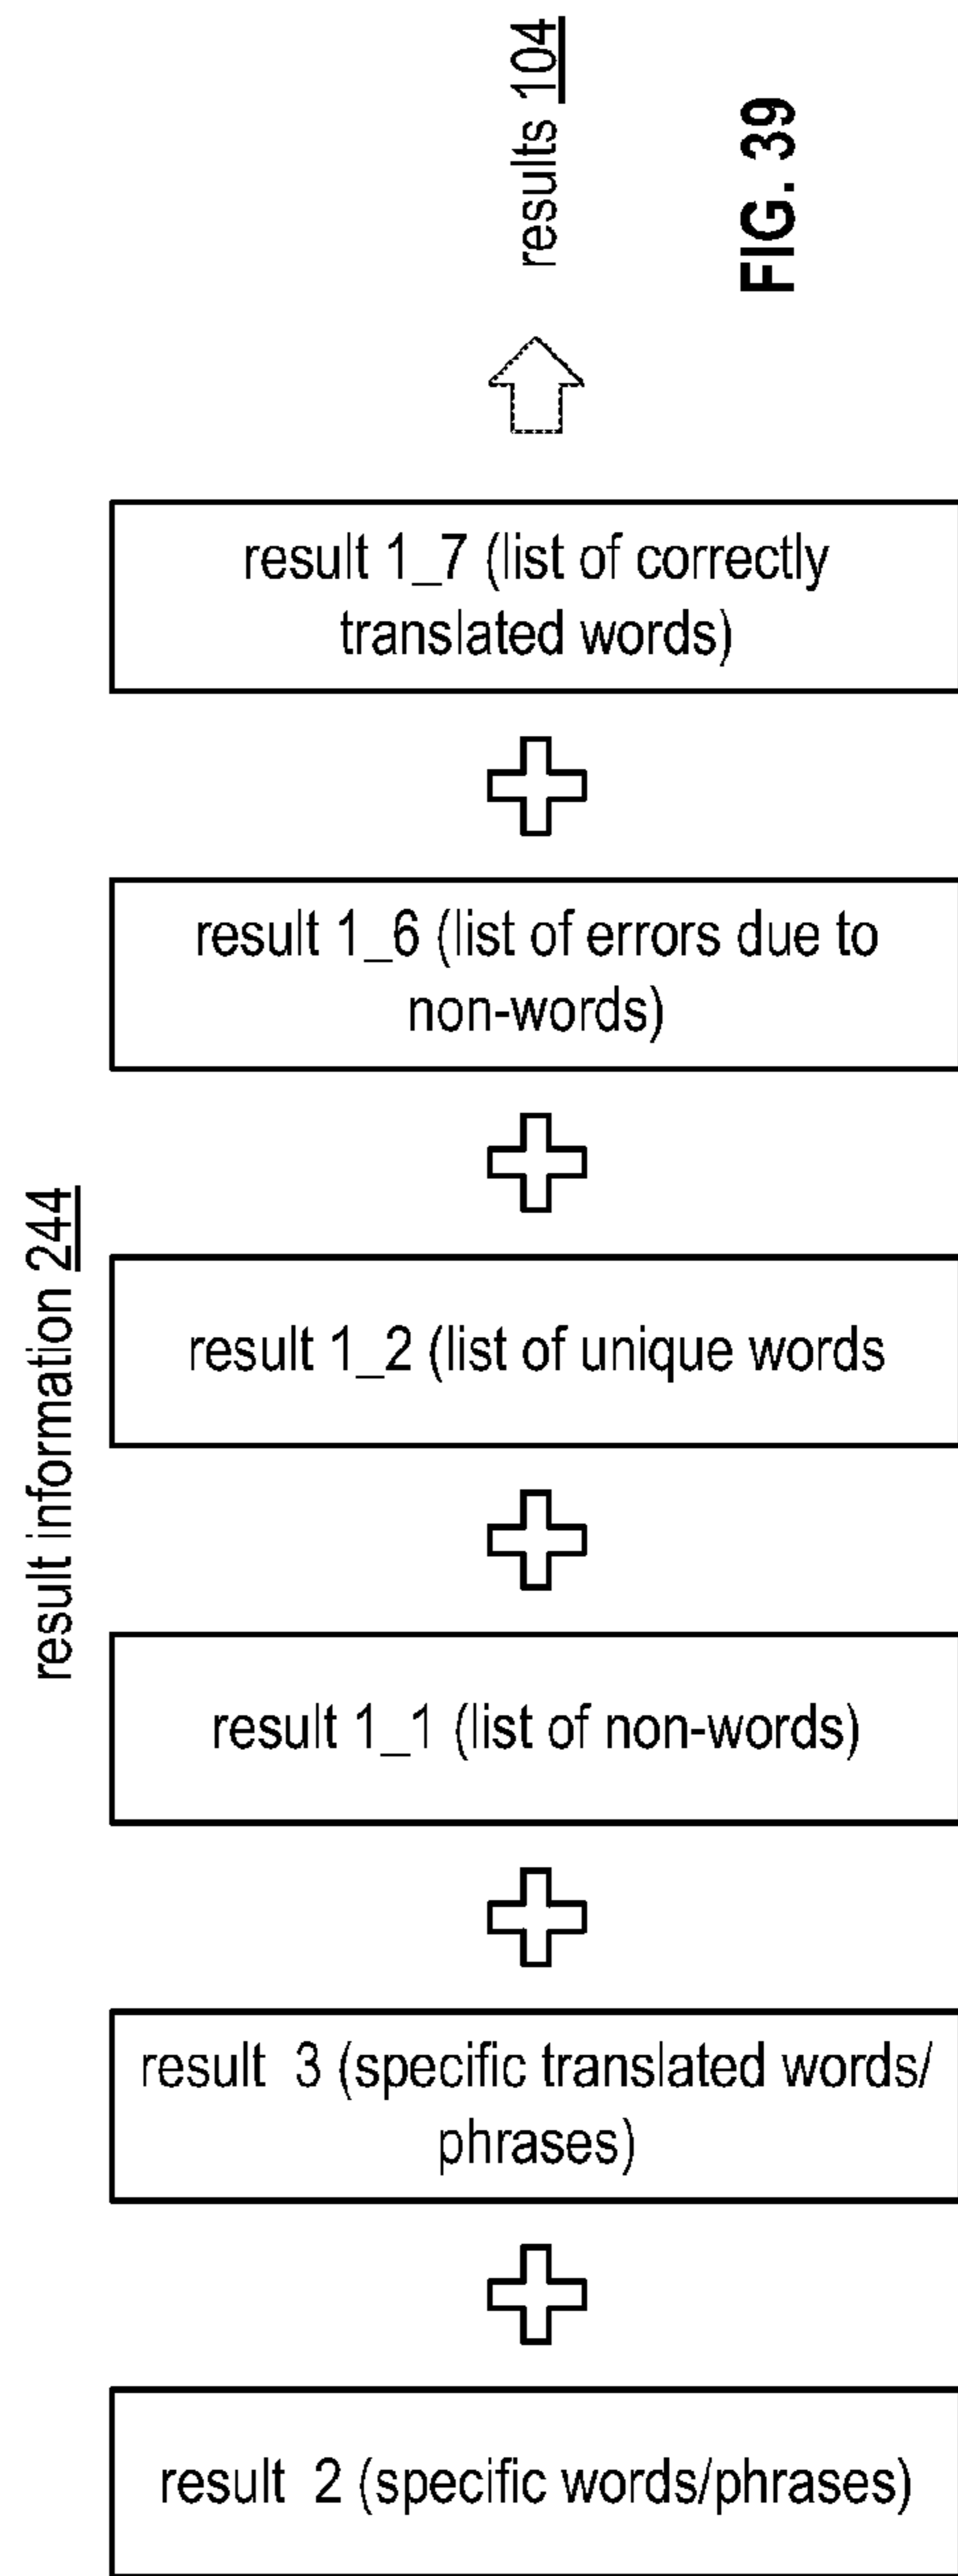 results 104
FIG. 39
result information 244
result 1_7 (list of correctly
translated words)
result 1_6 (list of errors due to
non-words)
result 1_2 (list of unique words
result 1_1 (list of non-words)
result 3 (specific translated words/
phrases)
result 2 (specific words/phrases)